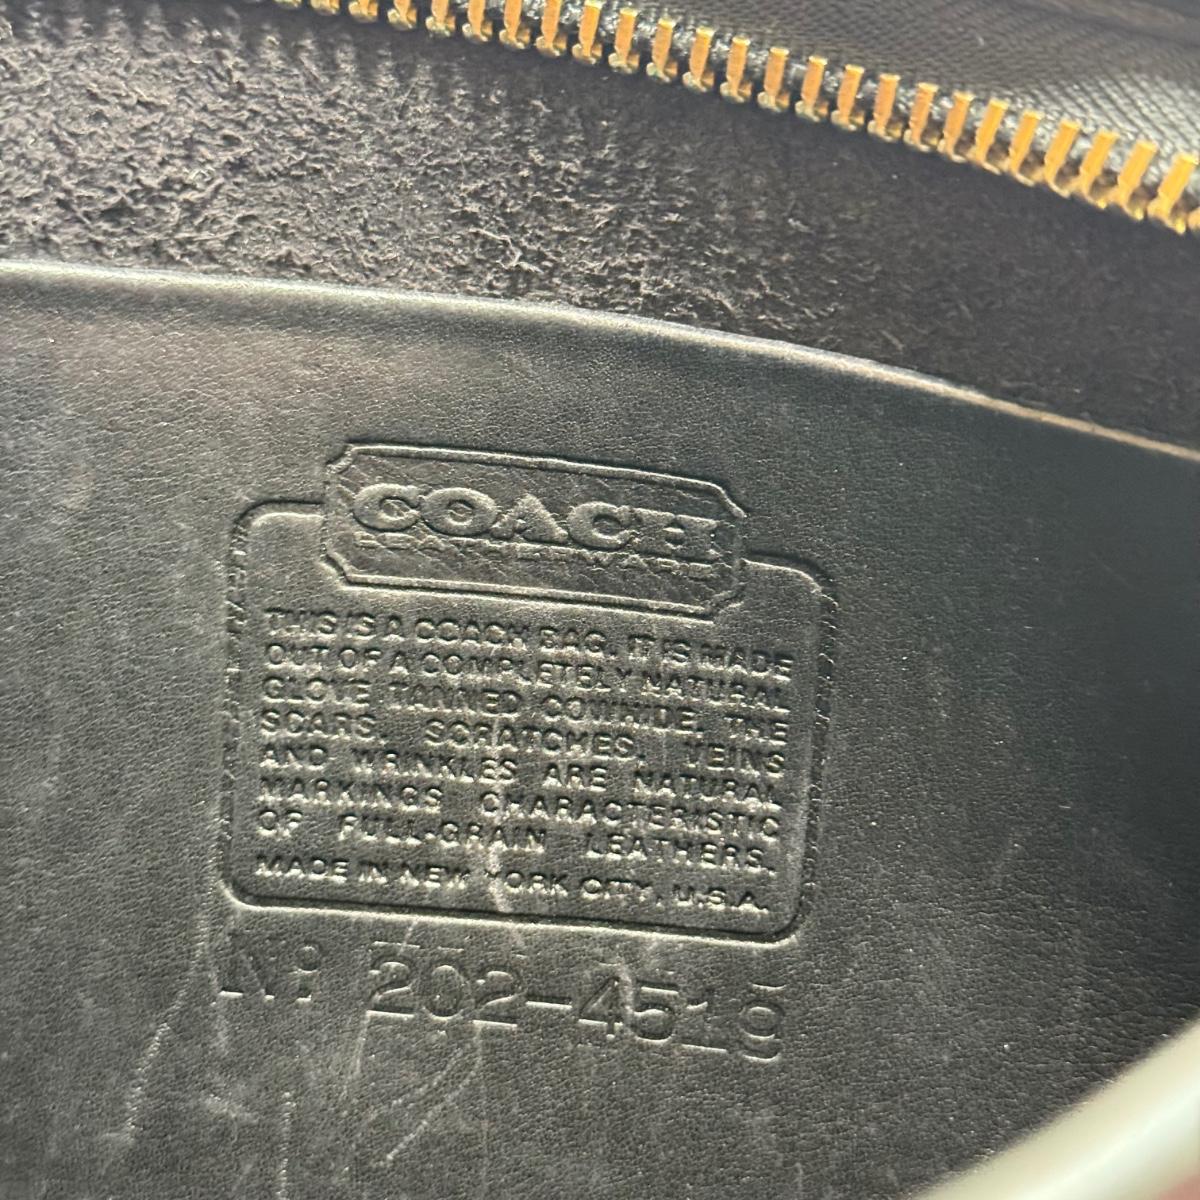 COACH
LEATHERWARE
THIS IS A COACH BAG. IT IS MADE
OUT OF A COMPLETELY NATURAL
GLOVE TANNED COWHIDE. THE
SCARS, SCRATCHES, VEINS
AND WRINKLES ARE NATURAL
MARKINGS CHARACTERISTIC
OF FULL-GRAIN LEATHERS.
MADE IN NEW YORK CITY, U.S.A.
Nº 202-4519